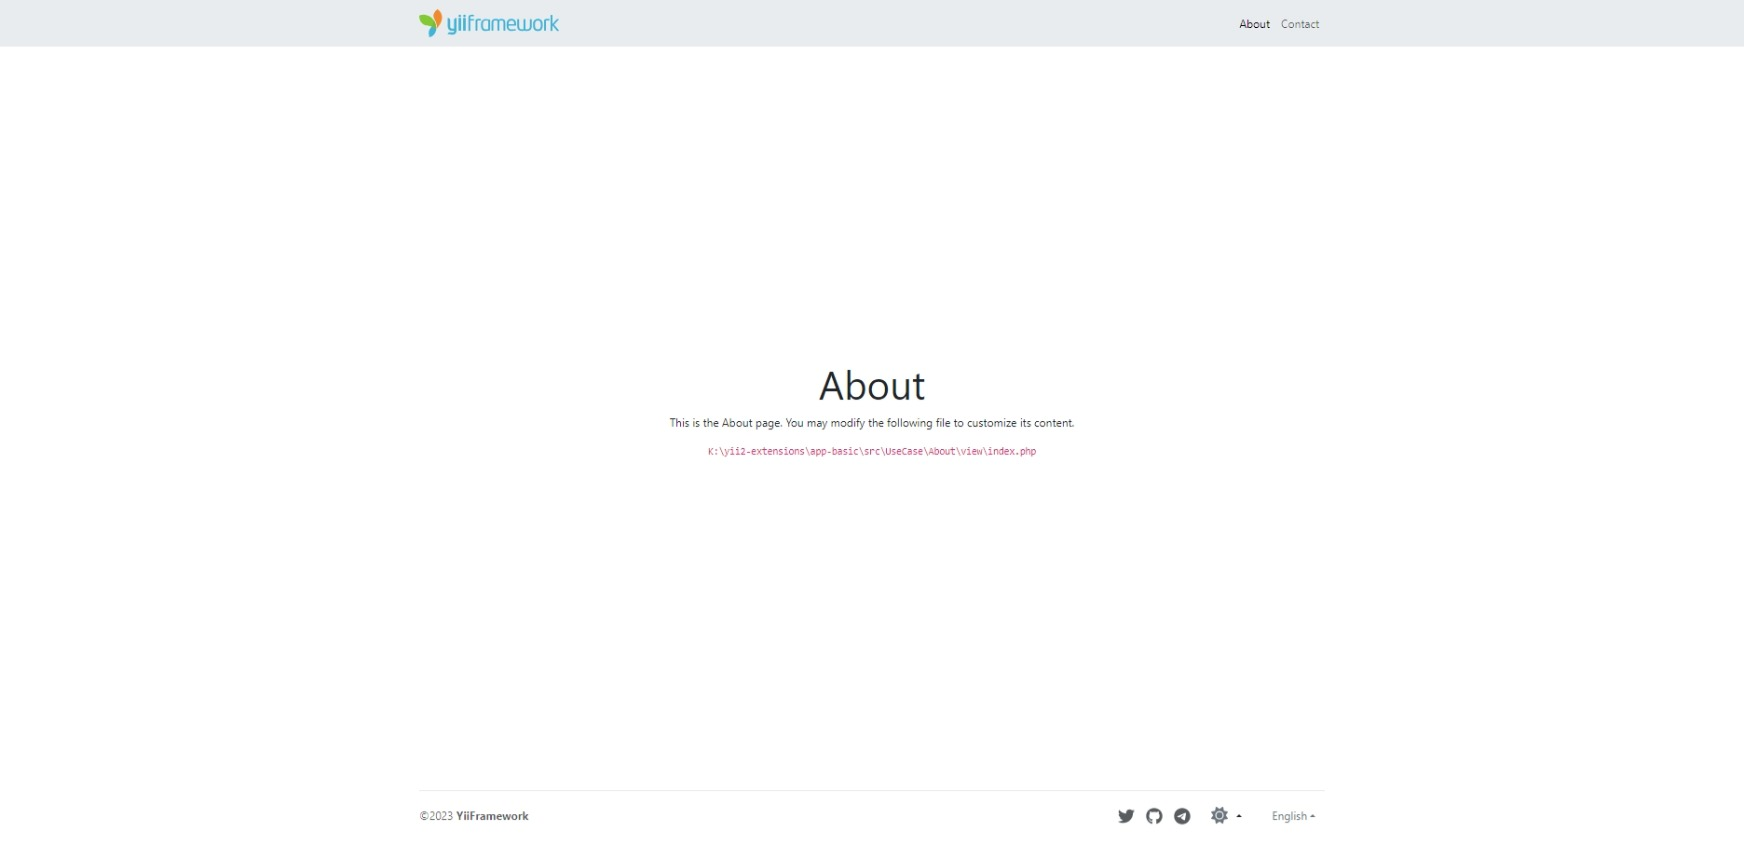 yiiframework
About Contact
About
This is the About page. You may modify the following file to customize its content.
K:\yii2-extensions\app-basic\src\UseCase\About\view\index.php
©2023 YiiFramework
English